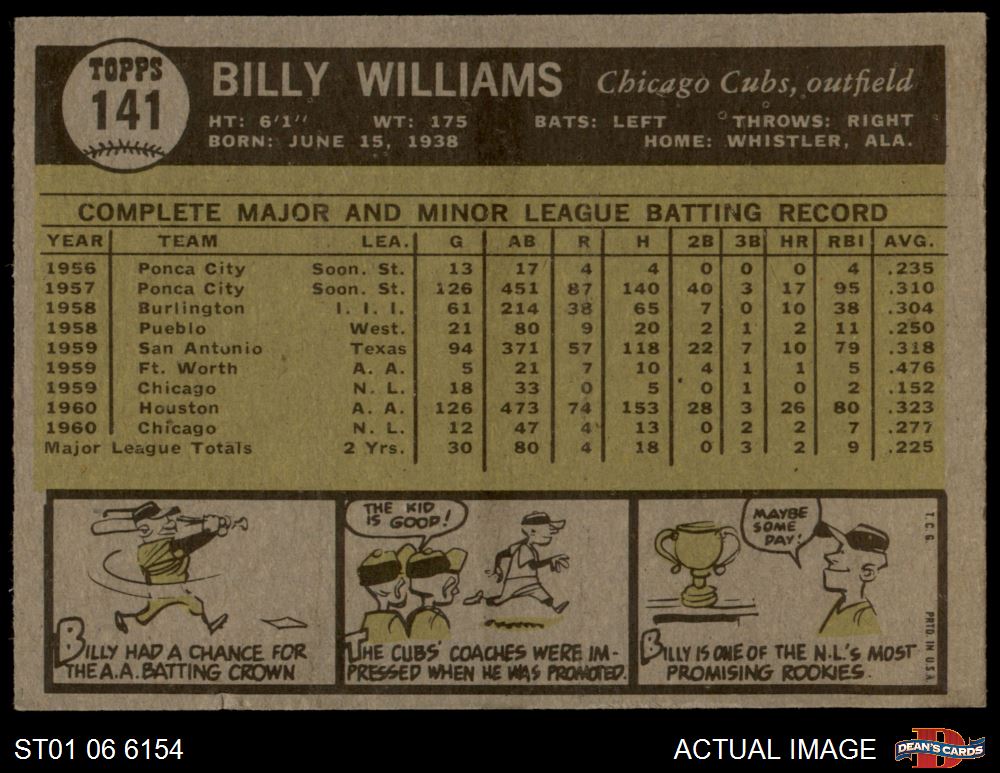 TOPPS
141
BILLY WILLIAMS Chicago Cubs, outfield
HT: 6'1'' WT: 175 BATS: LEFT THROWS: RIGHT
BORN: JUNE 15, 1938 HOME: WHISTLER, ALA.
COMPLETE MAJOR AND MINOR LEAGUE BATTING RECORD
YEAR TEAM LEA. G AB R H 2B 3B HR RBI AVG.
1956 Ponca City Soon. St. 13 17 4 4 0 0 0 4 .235
1957 Ponca City Soon. St. 126 451 87 140 40 3 17 95 .310
1958 Burlington I. I. I. 61 214 38 65 7 0 10 38 .304
1958 Pueblo West. 21 80 9 20 2 1 2 11 .250
1959 San Antonio Texas 94 371 57 118 22 7 10 79 .318
1959 Ft. Worth A. A. 5 21 7 10 4 1 1 5 .476
1959 Chicago N. L. 18 33 0 5 0 1 0 2 .152
1960 Houston A. A. 126 473 74 153 28 3 26 80 .323
1960 Chicago N. L. 12 47 4 13 0 2 2 7 .277
Major League Totals 2 Yrs. 30 80 4 18 0 3 2 9 .225
BILLY HAD A CHANCE FOR
THE A.A. BATTING CROWN
THE KID
IS GOOD!
THE CUBS' COACHES WERE IM-
PRESSED WHEN HE WAS PROMOTED.
MAYBE
SOME
DAY!
BILLY IS ONE OF THE N.L.'S MOST
PROMISING ROOKIES.
T. C. G. PRTD. IN U.S.A.
ST01 06 6154
ACTUAL IMAGE
D
DEAN'S CARDS